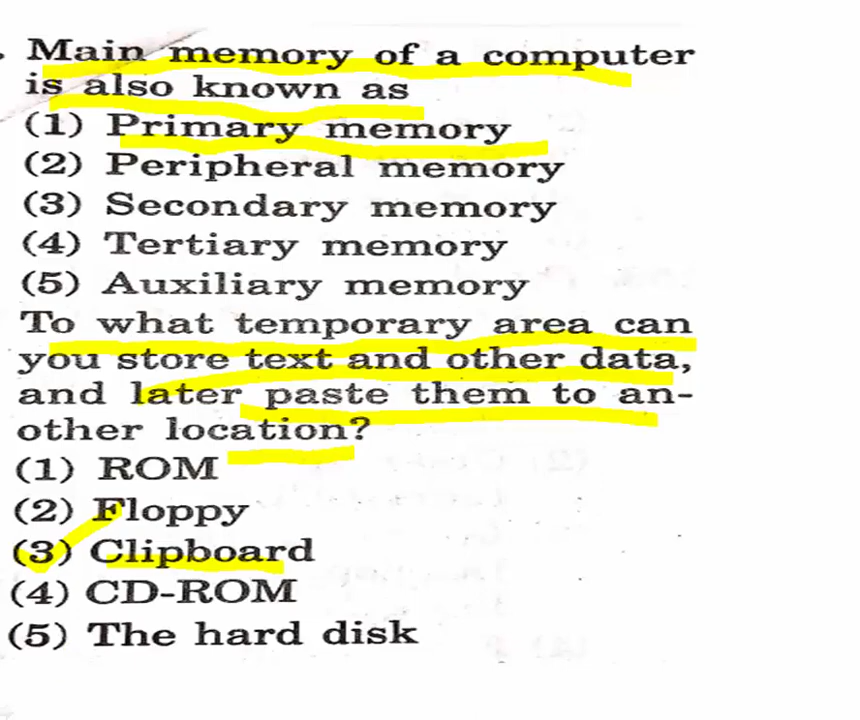 Main memory of a computer
is also known as
(1) Primary memory
(2) Peripheral memory
(3) Secondary memory
(4) Tertiary memory
(5) Auxiliary memory
To what temporary area can
you store text and other data,
and later paste them to an-
other location?
(1) ROM
(2) Floppy
(3) Clipboard
(4) CD-ROM
(5) The hard disk